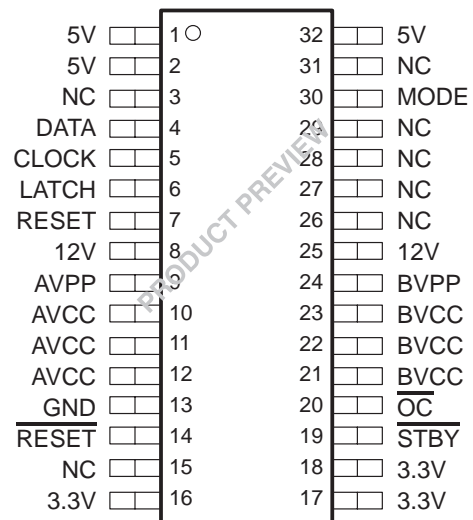 5V 1 32 5V
5V 2 31 NC
NC 3 30 MODE
DATA 4 29 NC
CLOCK 5 28 NC
LATCH 6 27 NC
RESET 7 26 NC
12V 8 25 12V
AVPP 9 24 BVPP
AVCC 10 23 BVCC
AVCC 11 22 BVCC
AVCC 12 21 BVCC
GND 13 20 OC
RESET 14 19 STBY
NC 15 18 3.3V
3.3V 16 17 3.3V
PRODUCT PREVIEW